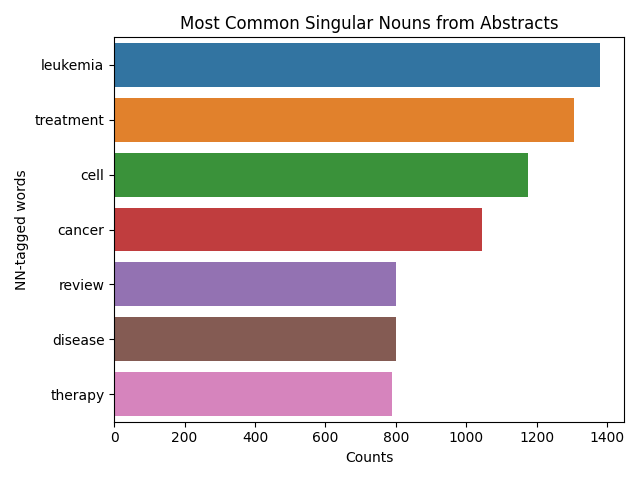 Most Common Singular Nouns from Abstracts
leukemia
treatment
cell
cancer
review
disease
therapy
NN-tagged words
0 200 400 600 800 1000 1200 1400
Counts